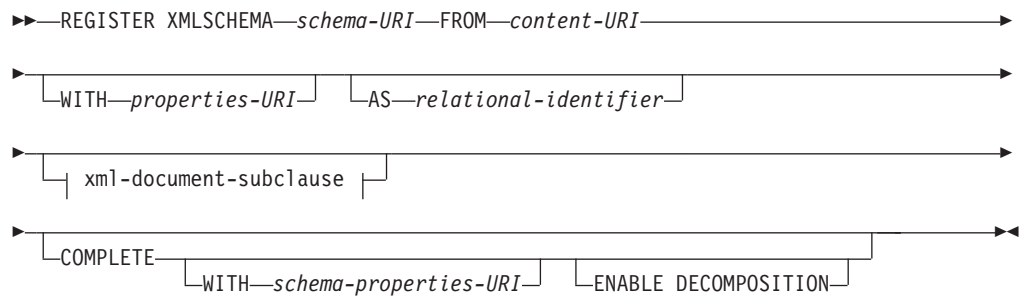 REGISTER XMLSCHEMA schema-URI FROM content-URI
WITH properties-URI AS relational-identifier
xml-document-subclause
COMPLETE
WITH schema-properties-URI ENABLE DECOMPOSITION